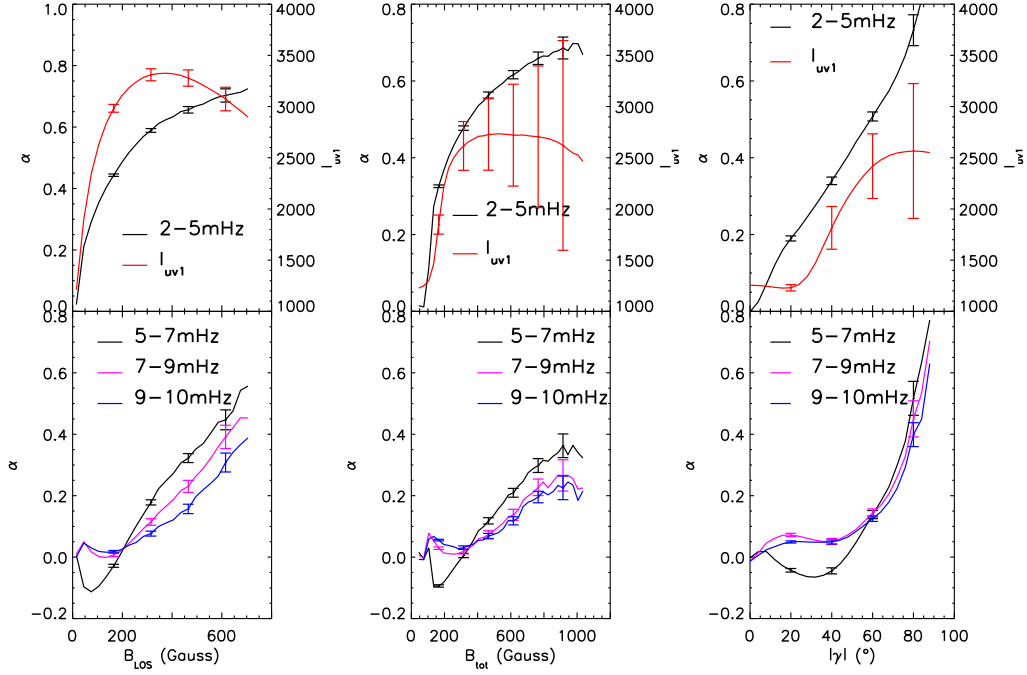 1.0
0.8
0.6
0.4
0.2
0.0
α
4000
3500
3000
2500
2000
1500
1000
I_uv1
2−5mHz
I_uv1
0.8
0.6
0.4
0.2
0.0
α
4000
3500
3000
2500
2000
1500
1000
I_uv1
2−5mHz
I_uv1
0.8
0.6
0.4
0.2
0.0
α
4000
3500
3000
2500
2000
1500
1000
I_uv1
2−5mHz
I_uv1
0.8
0.6
0.4
0.2
0.0
−0.2
α
5−7mHz
7−9mHz
9−10mHz
0
200
400
600
B_LOS (Gauss)
0.8
0.6
0.4
0.2
0.0
−0.2
α
5−7mHz
7−9mHz
9−10mHz
0
200
400
600
800
1000
B_tot (Gauss)
0.8
0.6
0.4
0.2
0.0
−0.2
α
5−7mHz
7−9mHz
9−10mHz
0
20
40
60
80
100
|γ| (°)